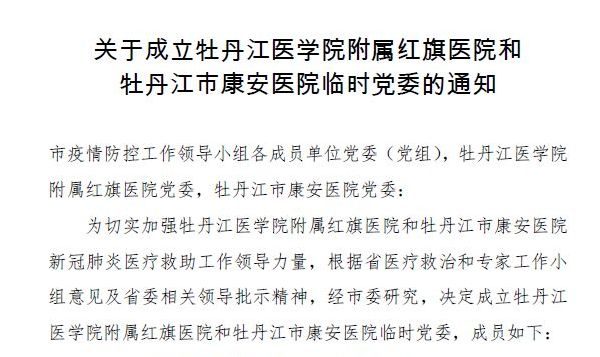 关于成立牡丹江医学院附属红旗医院和
牡丹江市康安医院临时党委的通知
市疫情防控工作领导小组各成员单位党委（党组），牡丹江医学院
附属红旗医院党委，牡丹江市康安医院党委：
为切实加强牡丹江医学院附属红旗医院和牡丹江市康安医院
新冠肺炎医疗救助工作领导力量，根据省医疗救治和专家工作小
组意见及省委相关领导批示精神，经市委研究，决定成立牡丹江
医学院附属红旗医院和牡丹江市康安医院临时党委，成员如下：